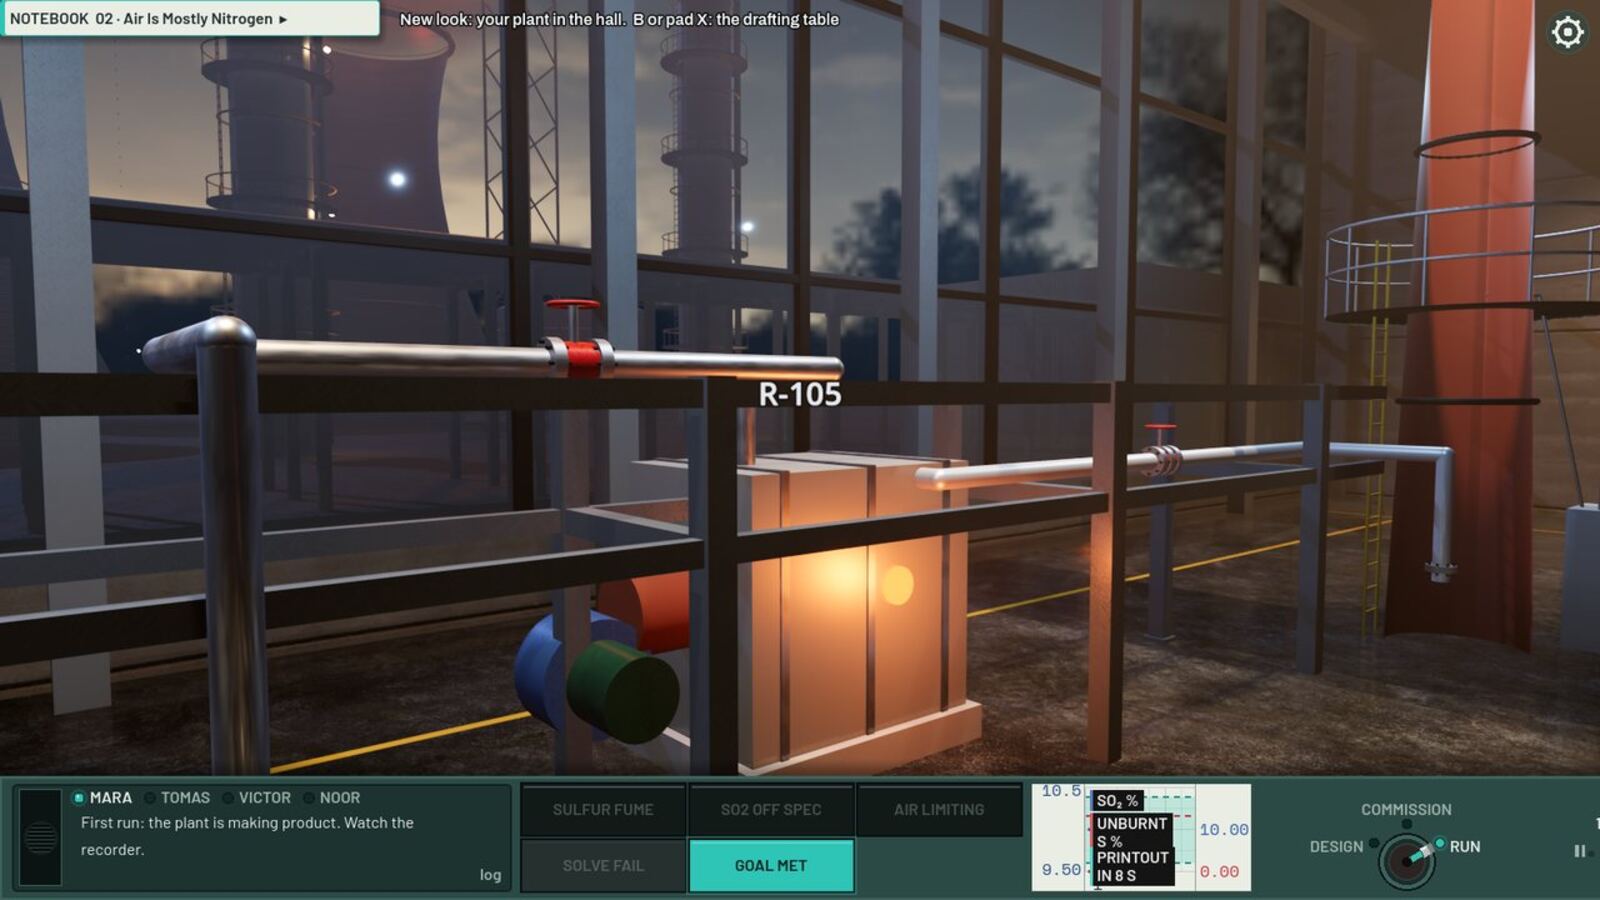 NOTEBOOK 02 · Air Is Mostly Nitrogen ▸
New look: your plant in the hall. B or pad X: the drafting table
R-105
MARA TOMAS VICTOR NOOR
First run: the plant is making product. Watch the
recorder.
log
SULFUR FUME SO2 OFF SPEC AIR LIMITING
SOLVE FAIL GOAL MET
10.5
SO₂ %
UNBURNT
S %
PRINTOUT
IN 8 S
9.50
10.00
0.00
COMMISSION
DESIGN RUN